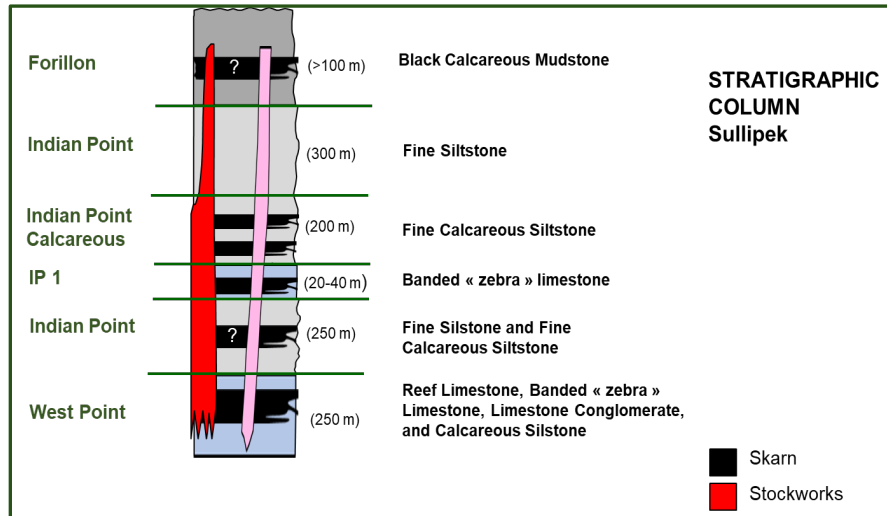 Forillon
?
(>100 m)
Black Calcareous Mudstone
STRATIGRAPHIC
COLUMN
Sullipek
Indian Point
(300 m)
Fine Siltstone
Indian Point
Calcareous
(200 m)
Fine Calcareous Siltstone
IP 1
(20-40 m)
Banded « zebra » limestone
Indian Point
?
(250 m)
Fine Silstone and Fine
Calcareous Siltstone
West Point
(250 m)
Reef Limestone, Banded « zebra »
Limestone, Limestone Conglomerate,
and Calcareous Silstone
Skarn
Stockworks